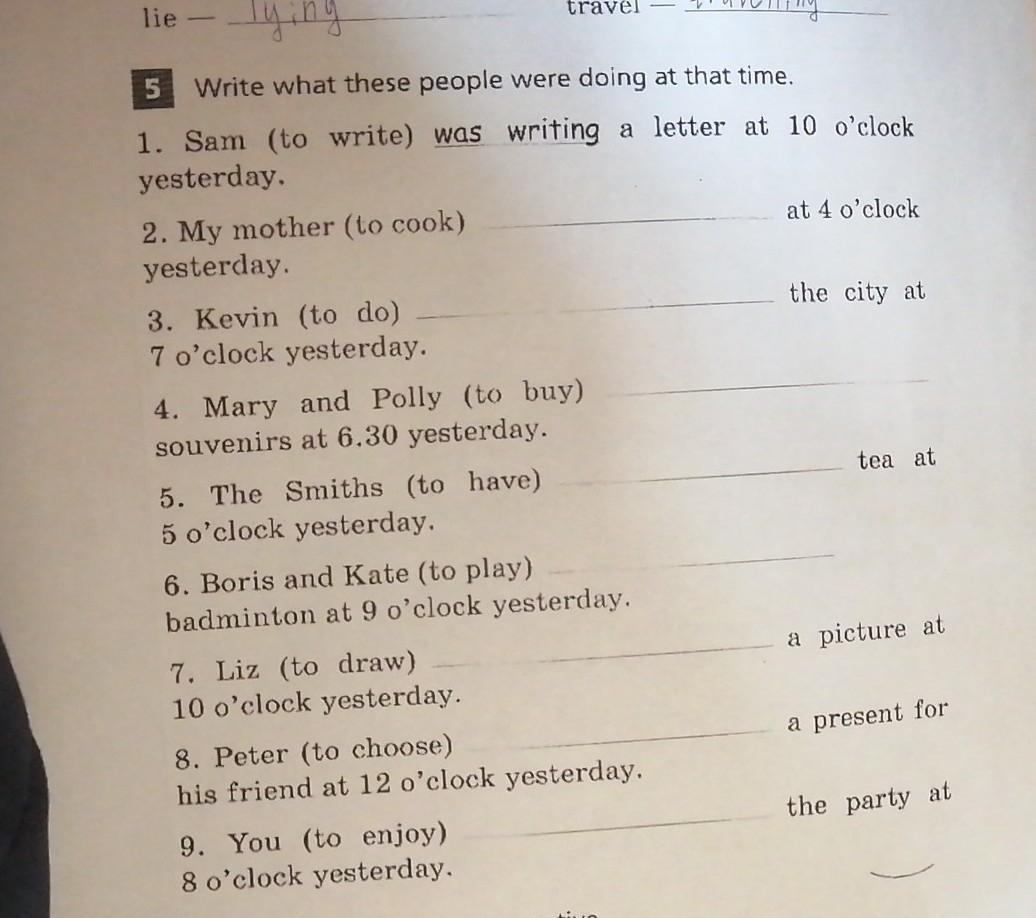 lie — lying travel — travelling
5 Write what these people were doing at that time.
1. Sam (to write) was writing a letter at 10 o'clock
yesterday.
2. My mother (to cook) at 4 o'clock
yesterday.
3. Kevin (to do) the city at
7 o'clock yesterday.
4. Mary and Polly (to buy)
souvenirs at 6.30 yesterday.
5. The Smiths (to have) tea at
5 o'clock yesterday.
6. Boris and Kate (to play)
badminton at 9 o'clock yesterday.
7. Liz (to draw) a picture at
10 o'clock yesterday.
8. Peter (to choose) a present for
his friend at 12 o'clock yesterday.
9. You (to enjoy) the party at
8 o'clock yesterday.